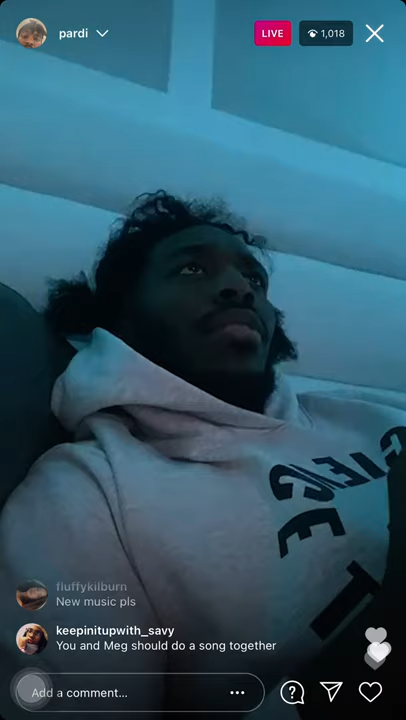 pardi
LIVE
1,018
fluffykilburn
New music pls
keepinitupwith_savy
You and Meg should do a song together
Add a comment...